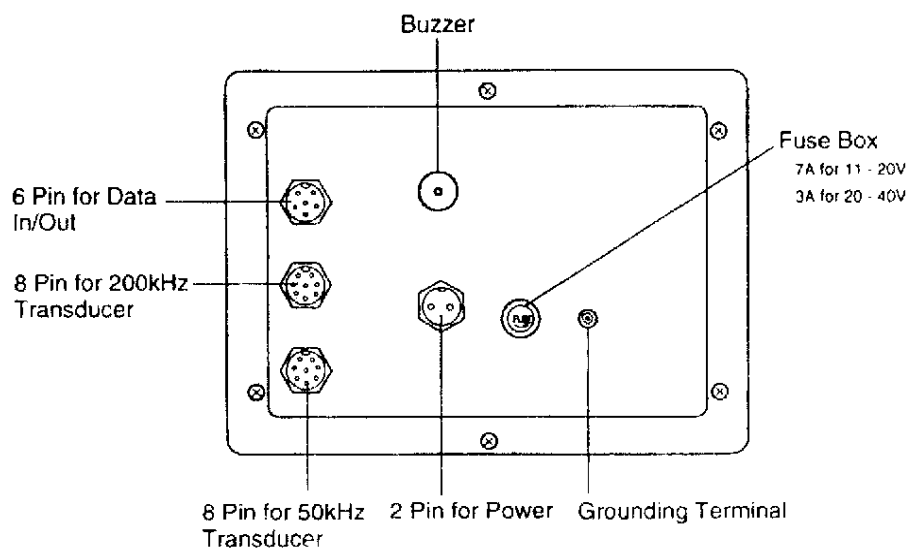 Buzzer
Fuse Box
7A for 11 - 20V
3A for 20 - 40V
6 Pin for Data
In/Out
8 Pin for 200kHz
Transducer
FUSE
8 Pin for 50kHz
Transducer
2 Pin for Power
Grounding Terminal